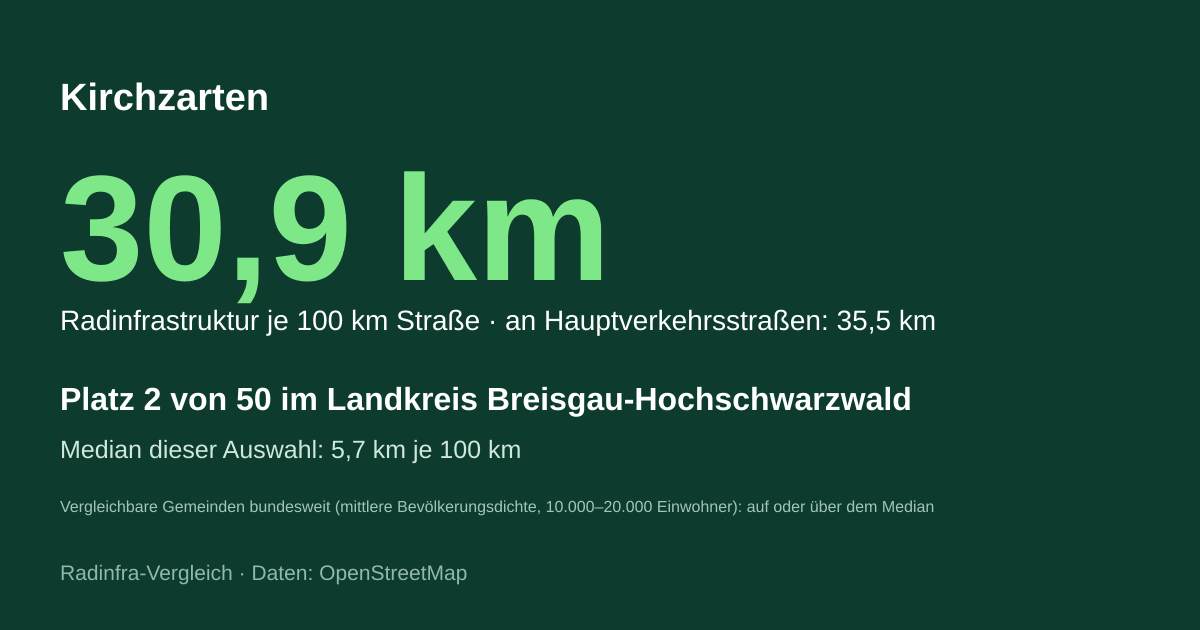 Kirchzarten
30,9 km
Radinfrastruktur je 100 km Straße · an Hauptverkehrsstraßen: 35,5 km
Platz 2 von 50 im Landkreis Breisgau-Hochschwarzwald
Median dieser Auswahl: 5,7 km je 100 km
Vergleichbare Gemeinden bundesweit (mittlere Bevölkerungsdichte, 10.000–20.000 Einwohner): auf oder über dem Median
Radinfra-Vergleich · Daten: OpenStreetMap